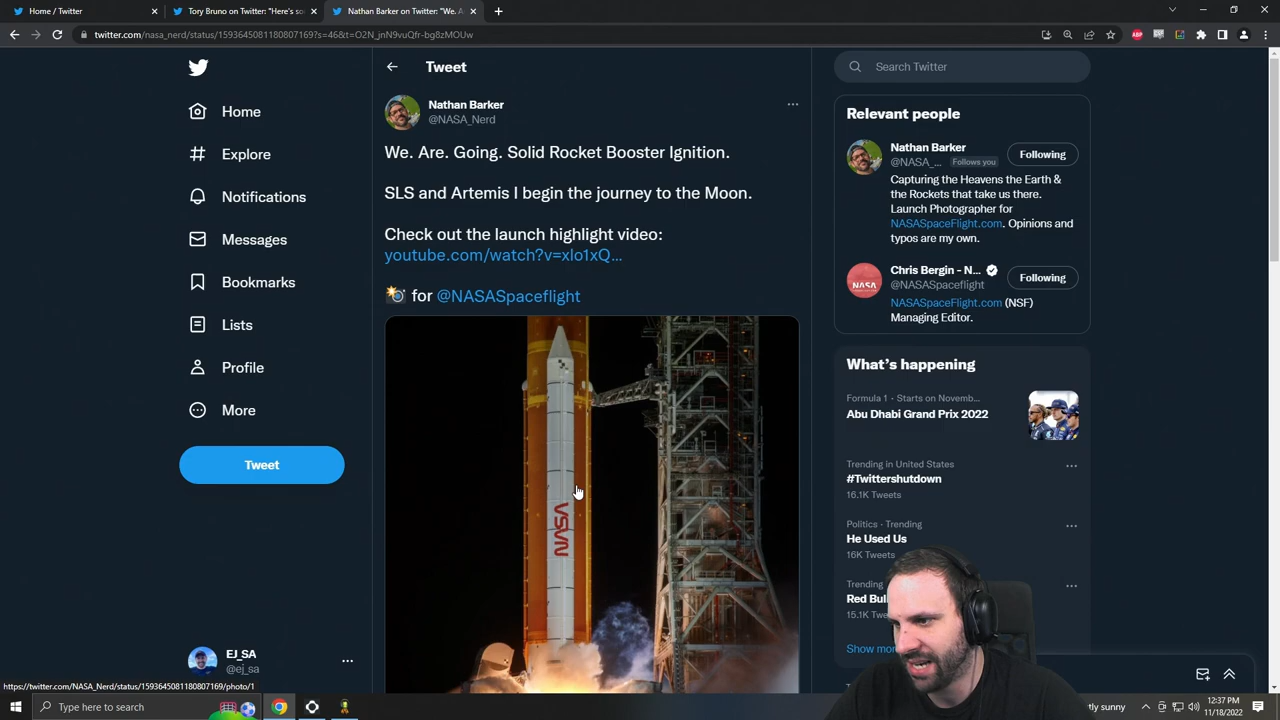 Home / Twitter
Tory Bruno on Twitter: "Here's so
Nathan Barker on Twitter: "We. A
twitter.com/nasa_nerd/status/1593645081180807169?s=46&t=O2N_jnN9vuQfr-bg8zMOUw
Home
Explore
Notifications
Messages
Bookmarks
Lists
Profile
More
Tweet
EJ_SA
@ej_sa
Tweet
Nathan Barker
@NASA_Nerd
We. Are. Going. Solid Rocket Booster Ignition.
SLS and Artemis I begin the journey to the Moon.
Check out the launch highlight video:
youtube.com/watch?v=xlo1xQ…
for @NASASpaceflight
NASA
Search Twitter
Relevant people
Nathan Barker
@NASA_... Follows you
Following
Capturing the Heavens the Earth &
the Rockets that take us there.
Launch Photographer for
NASASpaceFlight.com. Opinions and
typos are my own.
Chris Bergin - N...
@NASASpaceflight
Following
NASASpaceFlight.com (NSF)
Managing Editor.
What's happening
Formula 1 · Starts on Novemb...
Abu Dhabi Grand Prix 2022
Trending in United States
#Twittershutdown
16.1K Tweets
Politics · Trending
He Used Us
16K Tweets
Trending
Red Bul
15.1K Tweets
Show mor
https://twitter.com/NASA_Nerd/status/1593645081180807169/photo/1
Type here to search
tly sunny
12:37 PM
11/18/2022